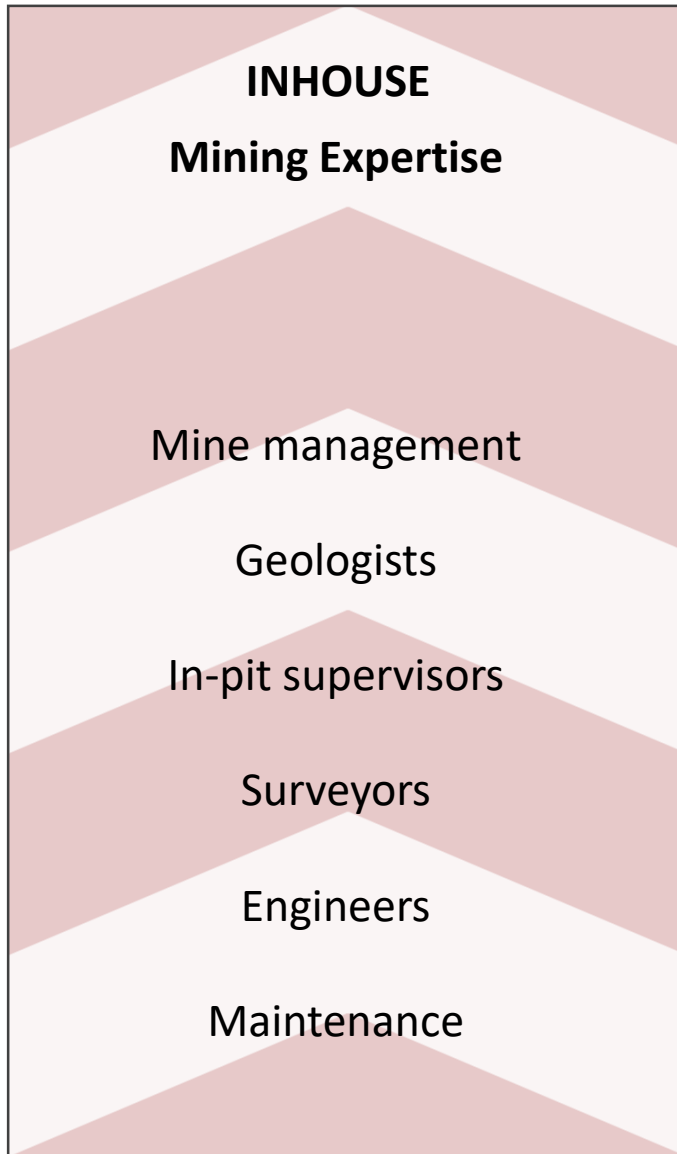 INHOUSE
Mining Expertise
Mine management
Geologists
In-pit supervisors
Surveyors
Engineers
Maintenance